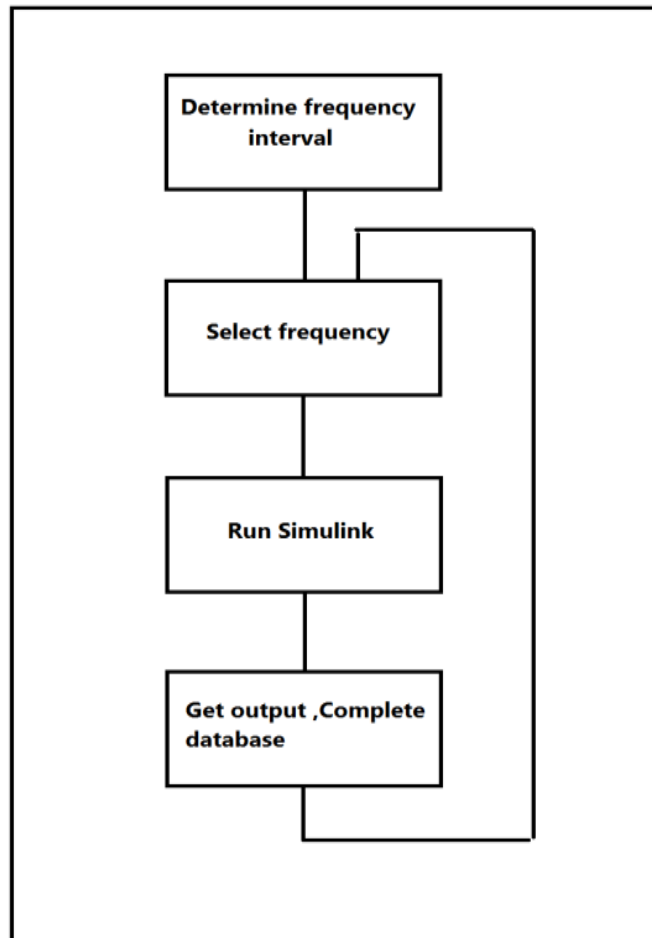 Determine frequency
interval
Select frequency
Run Simulink
Get output ,Complete
database